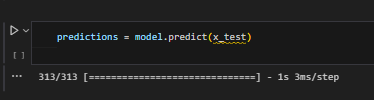 predictions = model.predict(x_test)
[ ]
... 313/313 [==============================] - 1s 3ms/step